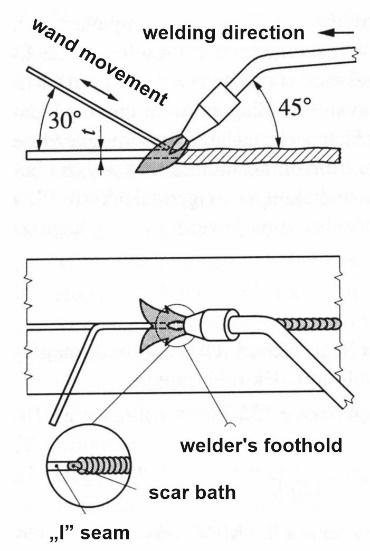 welding direction
wand movement
30°
t
45°
welder's foothold
scar bath
„I” seam